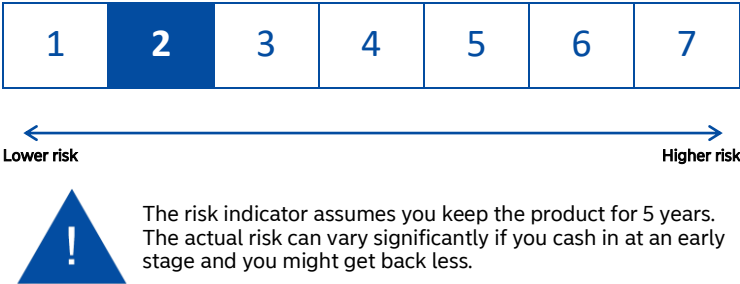 1 2 3 4 5 6 7
Lower risk Higher risk
!
The risk indicator assumes you keep the product for 5 years.
The actual risk can vary significantly if you cash in at an early
stage and you might get back less.